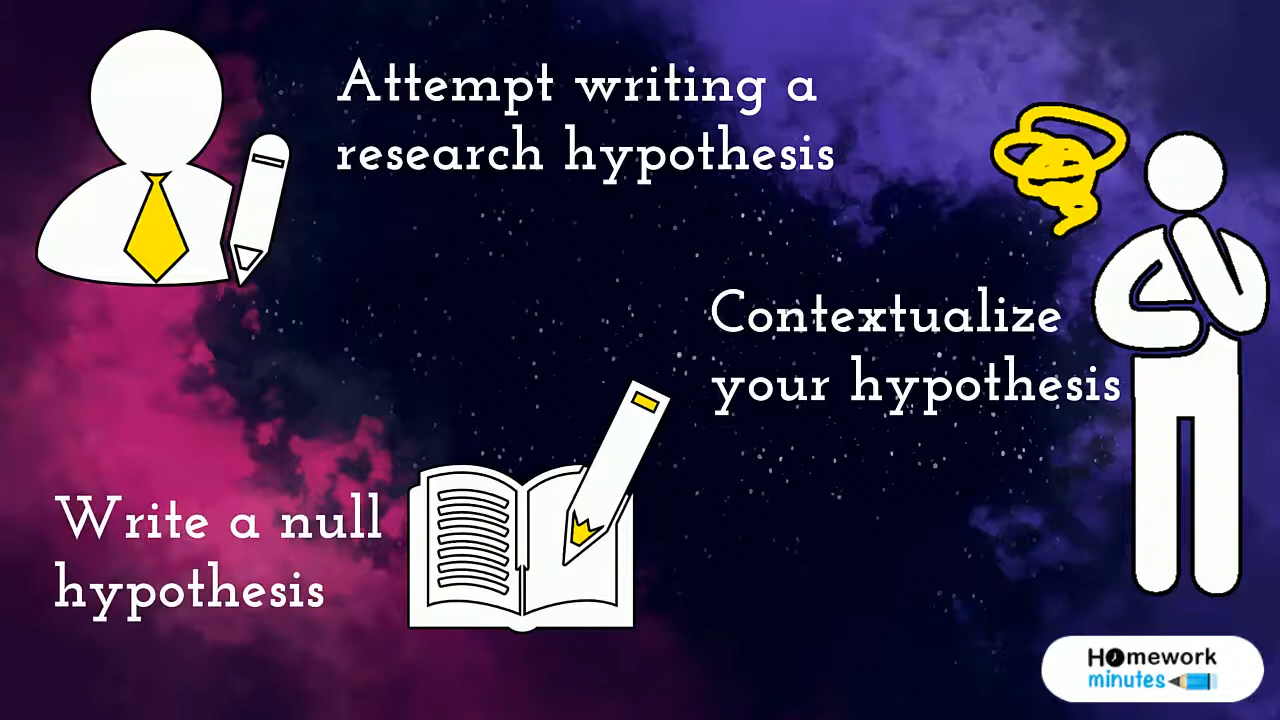 Attempt writing a
research hypothesis
Contextualize
your hypothesis
Write a null
hypothesis
Homework
minutes